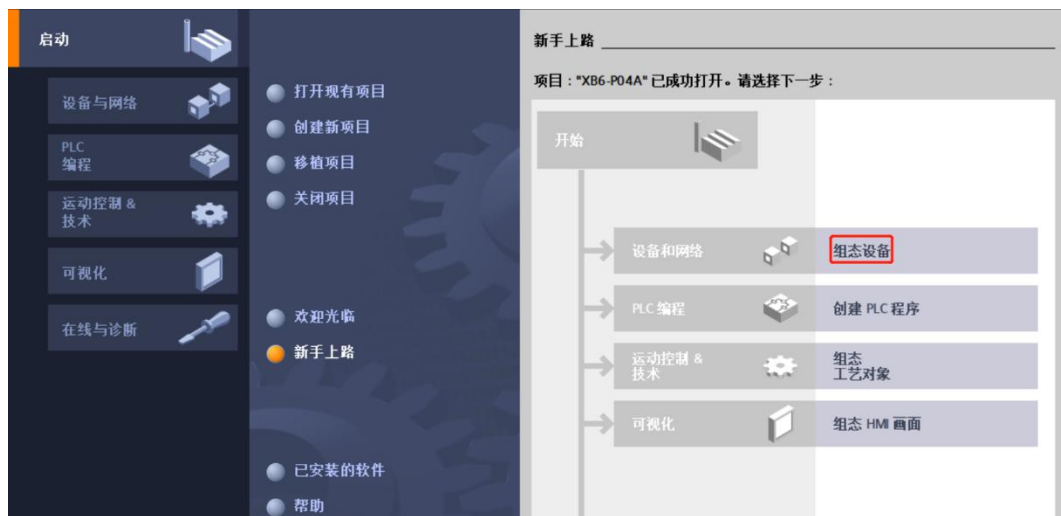 启动
设备与网络
PLC
编程
运动控制 &
技术
可视化
在线与诊断
打开现有项目
创建新项目
移植项目
关闭项目
欢迎光临
新手上路
已安装的软件
帮助
新手上路
项目："XB6-P04A" 已成功打开。请选择下一步：
开始
设备和网络
组态设备
PLC 编程
创建 PLC 程序
运动控制 &
技术
组态
工艺对象
可视化
组态 HMI 画面